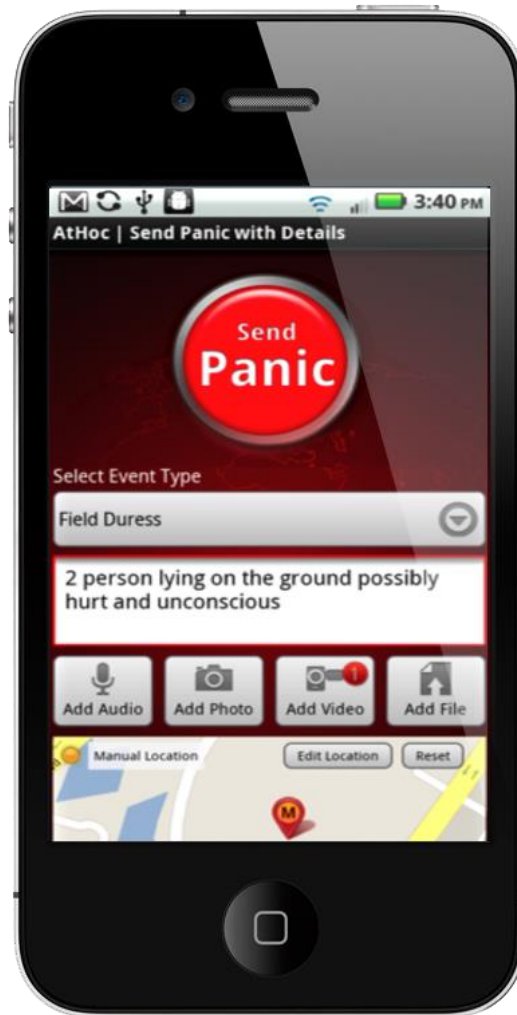 3:40 PM
AtHoc | Send Panic with Details
Send
Panic
Select Event Type
Field Duress
2 person lying on the ground possibly
hurt and unconscious
Add Audio
Add Photo
1
Add Video
Add File
Manual Location
Edit Location
Reset
M